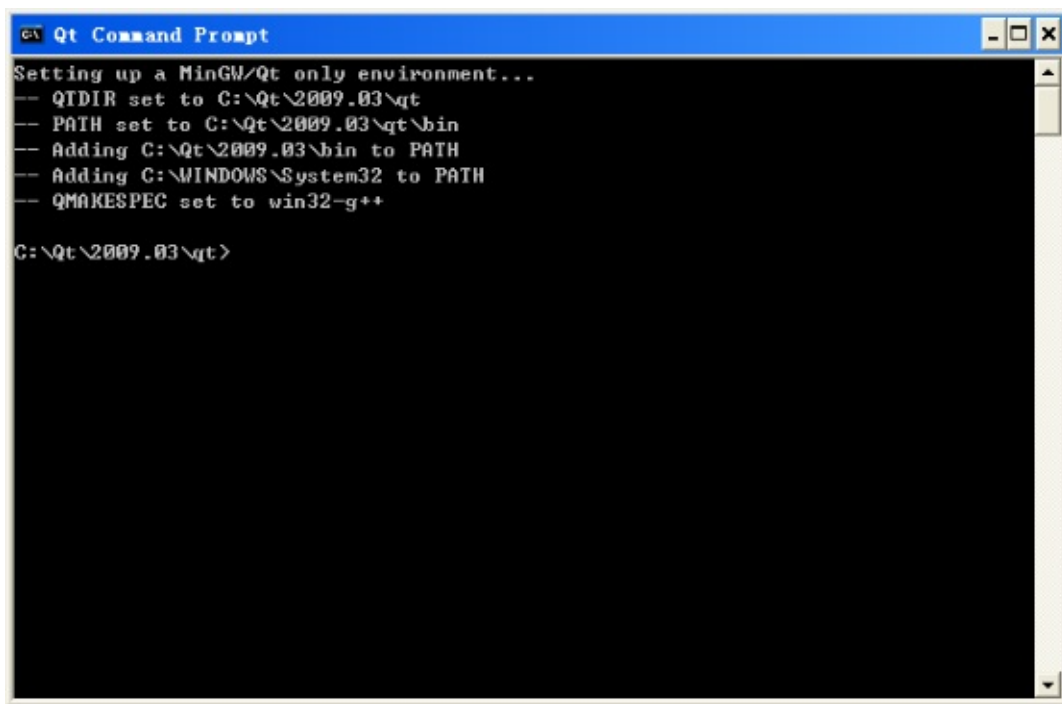 Qt Command Prompt
Setting up a MinGW/Qt only environment...
-- QTDIR set to C:\Qt\2009.03\qt
-- PATH set to C:\Qt\2009.03\qt\bin
-- Adding C:\Qt\2009.03\bin to PATH
-- Adding C:\WINDOWS\System32 to PATH
-- QMAKESPEC set to win32-g++
C:\Qt\2009.03\qt>